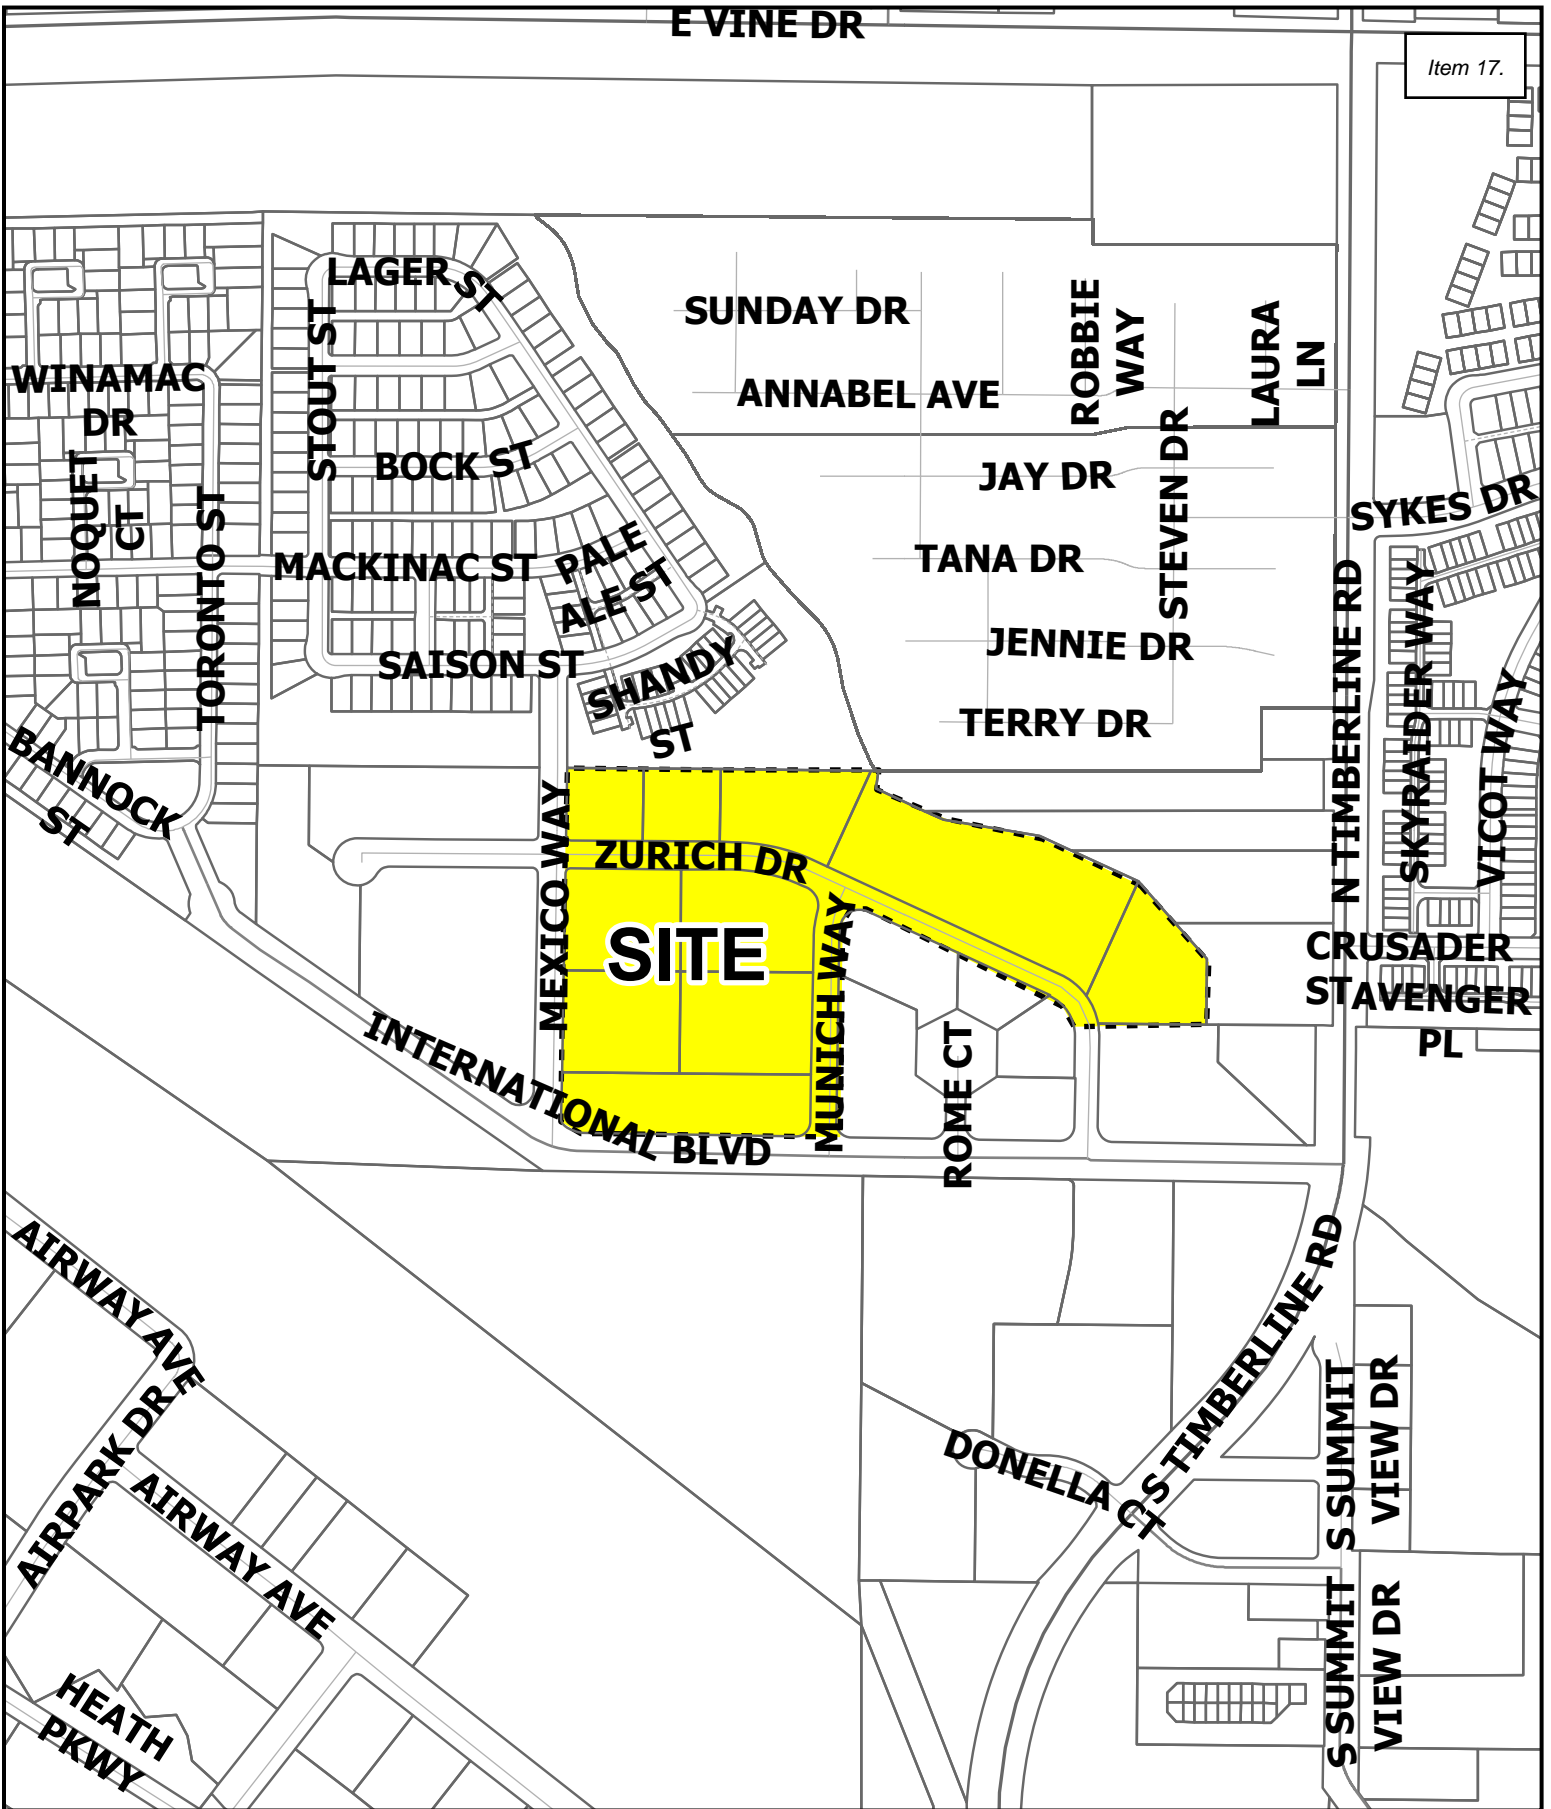 E VINE DR
Item 17.
LAGER ST
STOUT ST
SUNDAY DR
ROBBIE
WAY
LAURA
LN
WINAMAC
DR
ANNABEL AVE
BOCK ST
JAY DR
STEVEN DR
SYKES DR
NOQUET
CT
TORONTO ST
MACKINAC ST
PALE
ALE ST
TANA DR
SAISON ST
SHANDY
ST
JENNIE DR
TERRY DR
N TIMBERLINE RD
SKYRAIDER WAY
VICOT WAY
BANNOCK
ST
MEXICO WAY
ZURICH DR
SITE
MUNICH WAY
CRUSADER
ST
AVENGER
PL
INTERNATIONAL BLVD
ROME CT
AIRWAY AVE
S TIMBERLINE RD
AIRPARK DR
AIRWAY AVE
DONELLA CT
S SUMMIT
VIEW DR
S SUMMIT
VIEW DR
HEATH
PKWY